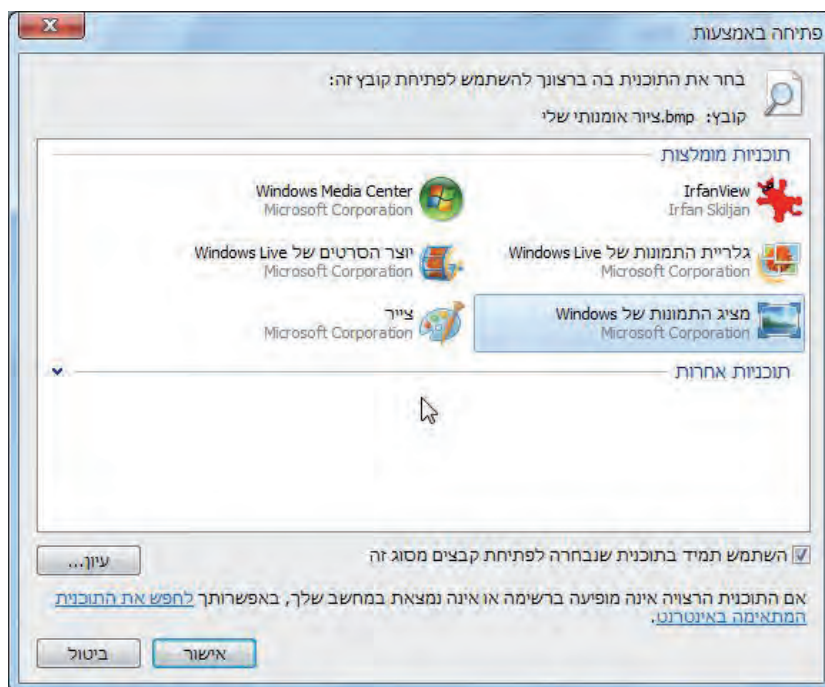 פתיחה באמצעות
בחר את התוכנית בה ברצונך להשתמש לפתיחת קובץ זה:
קובץ: bmp.ציור אומנותי שלי
תוכניות מומלצות
IrfanView
Irfan Skiljan
Windows Media Center
Microsoft Corporation
גלריית התמונות של Windows Live
Microsoft Corporation
יוצר הסרטים של Windows Live
Microsoft Corporation
מציג התמונות של Windows
Microsoft Corporation
צייר
Microsoft Corporation
תוכניות אחרות
השתמש תמיד בתוכנית שנבחרה לפתיחת קבצים מסוג זה
עיון...
אם התוכנית הרצויה אינה מופיעה ברשימה או אינה נמצאת במחשב שלך, באפשרותך לחפש את התוכנית
המתאימה באינטרנט.
אישור
ביטול